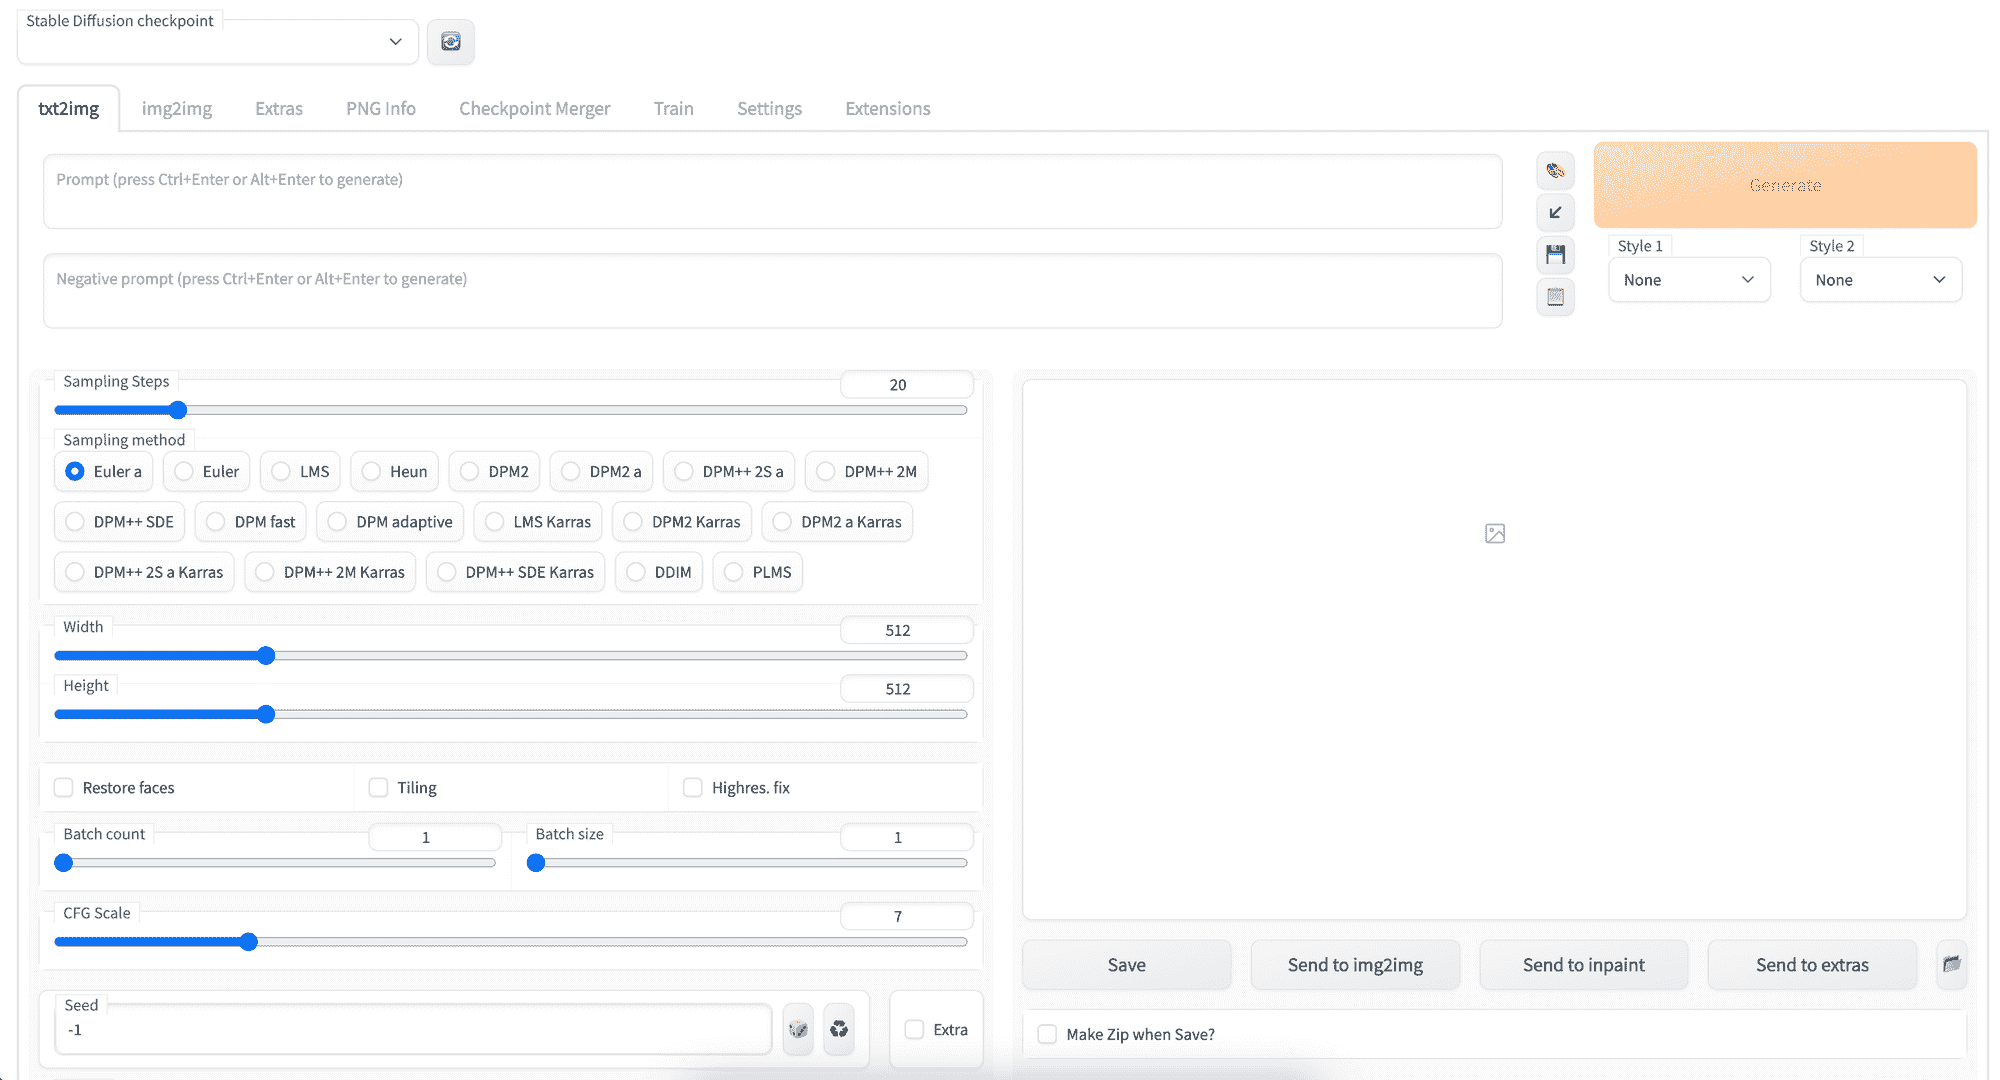 Stable Diffusion checkpoint
txt2img img2img Extras PNG Info Checkpoint Merger Train Settings Extensions
Prompt (press Ctrl+Enter or Alt+Enter to generate)
Generate
Negative prompt (press Ctrl+Enter or Alt+Enter to generate)
Style 1 Style 2
None None
Sampling Steps 20
Sampling method
Euler a Euler LMS Heun DPM2 DPM2 a DPM++ 2S a DPM++ 2M
DPM++ SDE DPM fast DPM adaptive LMS Karras DPM2 Karras DPM2 a Karras
DPM++ 2S a Karras DPM++ 2M Karras DPM++ SDE Karras DDIM PLMS
Width 512
Height 512
Restore faces Tiling Highres. fix
Batch count 1 Batch size 1
CFG Scale 7
Seed
-1
Extra
Save Send to img2img Send to inpaint Send to extras
Make Zip when Save?